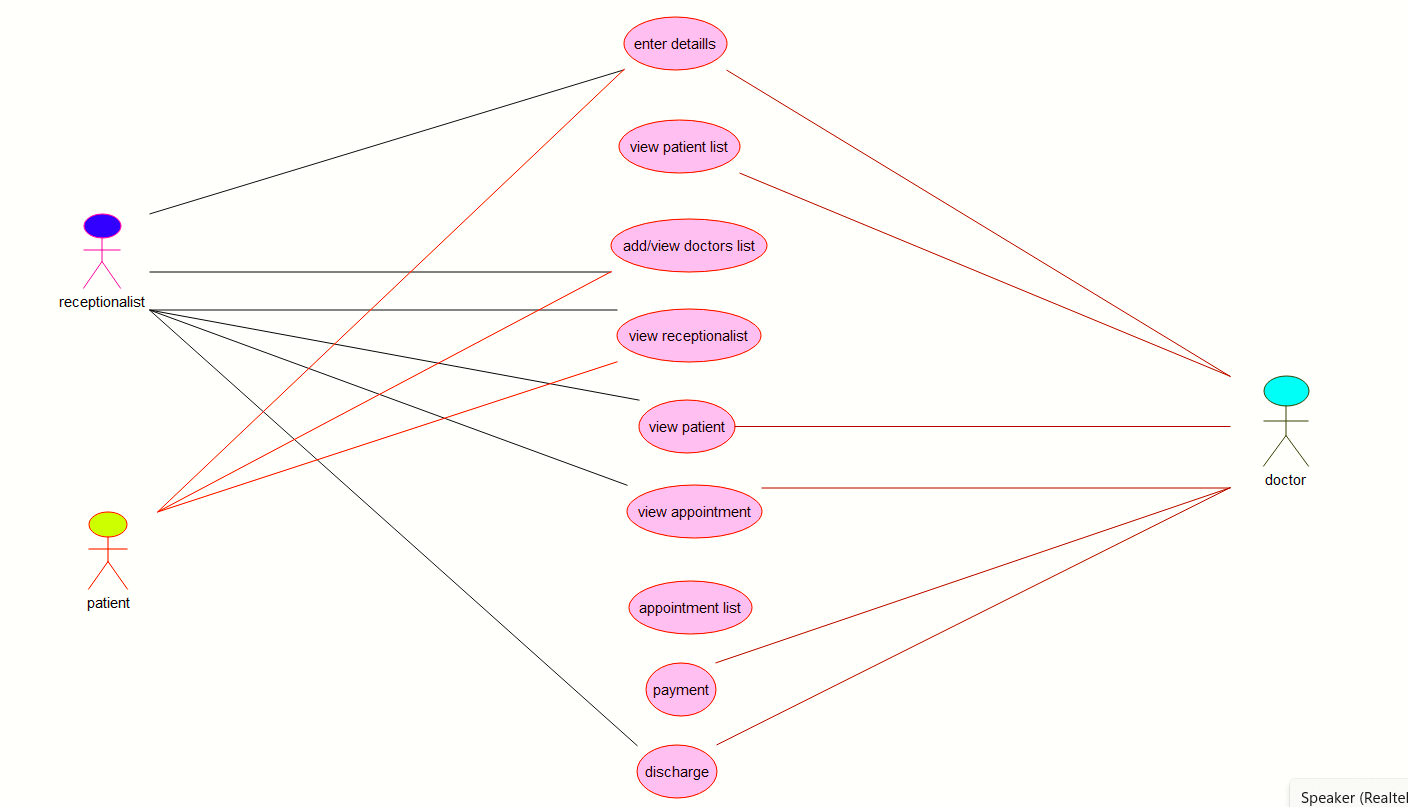 enter detaills
view patient list
add/view doctors list
receptionalist
view receptionalist
view patient
doctor
view appointment
patient
appointment list
payment
discharge
Speaker (Realtek